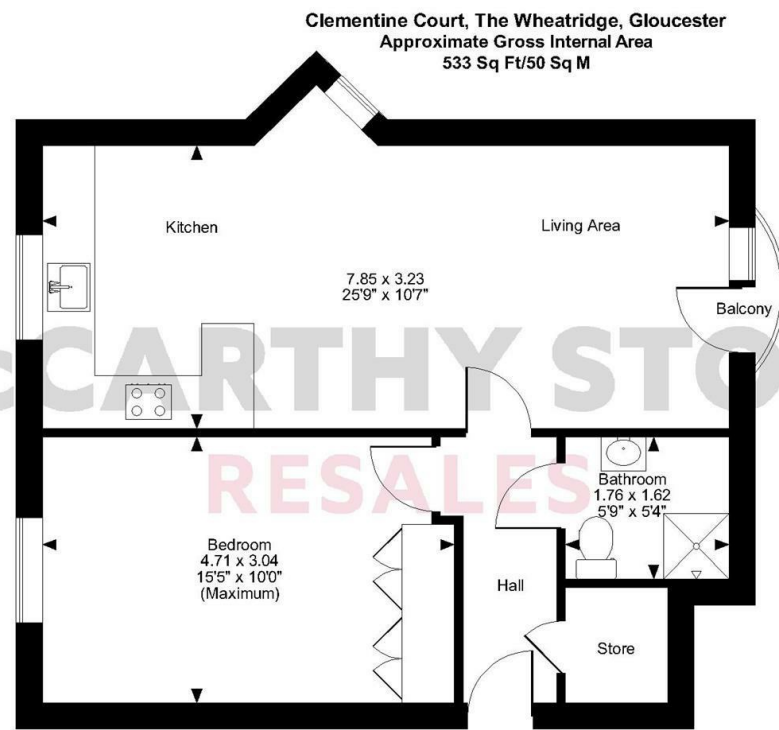 Clementine Court, The Wheatridge, Gloucester
Approximate Gross Internal Area
533 Sq Ft/50 Sq M
Kitchen
Living Area
7.85 x 3.23
25'9" x 10'7"
Balcony
McCARTHY STO
RESALES
Bathroom
1.76 x 1.62
5'9" x 5'4"
Bedroom
4.71 x 3.04
15'5" x 10'0"
(Maximum)
Hall
Store